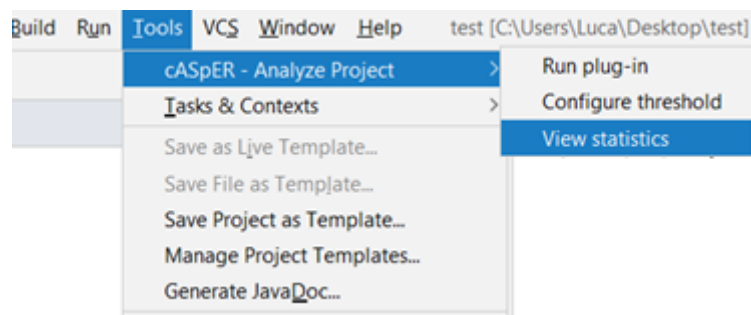 Build Run Tools VCS Window Help test [C:\Users\Luca\Desktop\test]
cASpER - Analyze Project > Run plug-in
Tasks & Contexts > Configure threshold
View statistics
Save as Live Template...
Save File as Template...
Save Project as Template...
Manage Project Templates...
Generate JavaDoc...